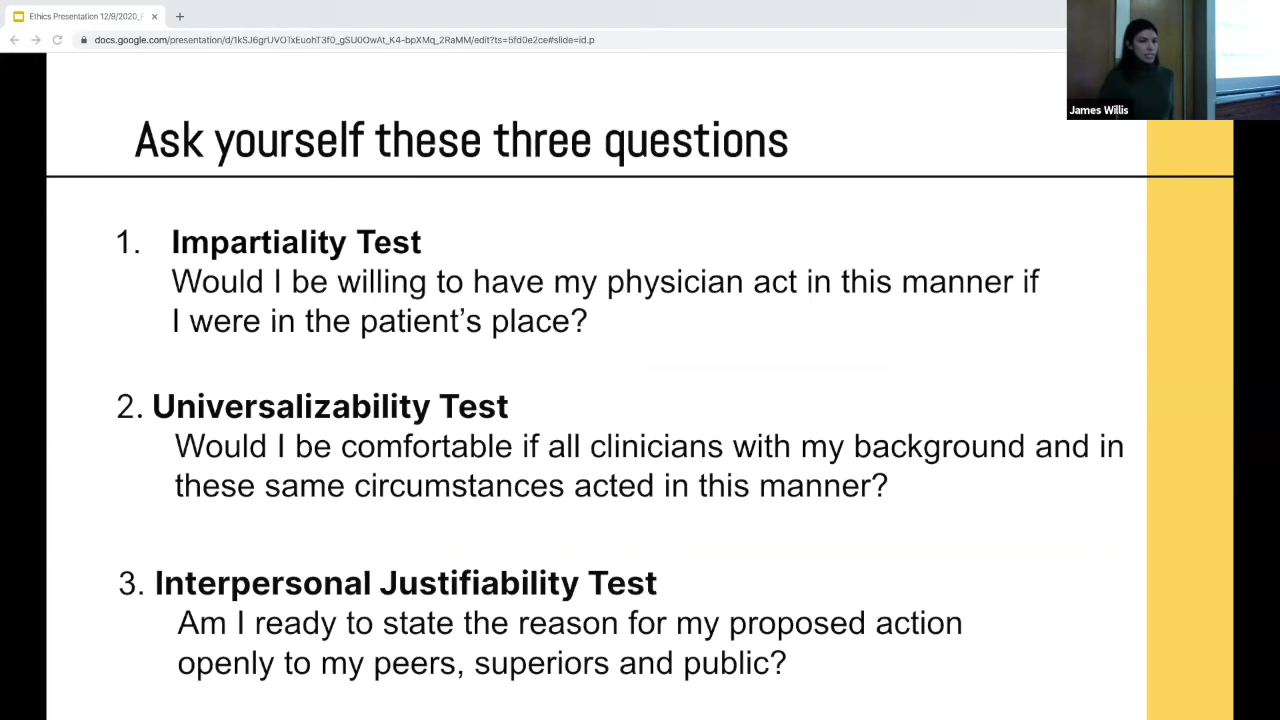 Ethics Presentation 12/9/2020_F
docs.google.com/presentation/d/1kSJ6grUVOTxEuohT3f0_gSU0OwAt_K4-bpXMq_2RaMM/edit?ts=5fd0e2ce#slide=id.p
James Willis
Ask yourself these three questions
1. Impartiality Test
Would I be willing to have my physician act in this manner if
I were in the patient's place?
2. Universalizability Test
Would I be comfortable if all clinicians with my background and in
these same circumstances acted in this manner?
3. Interpersonal Justifiability Test
Am I ready to state the reason for my proposed action
openly to my peers, superiors and public?